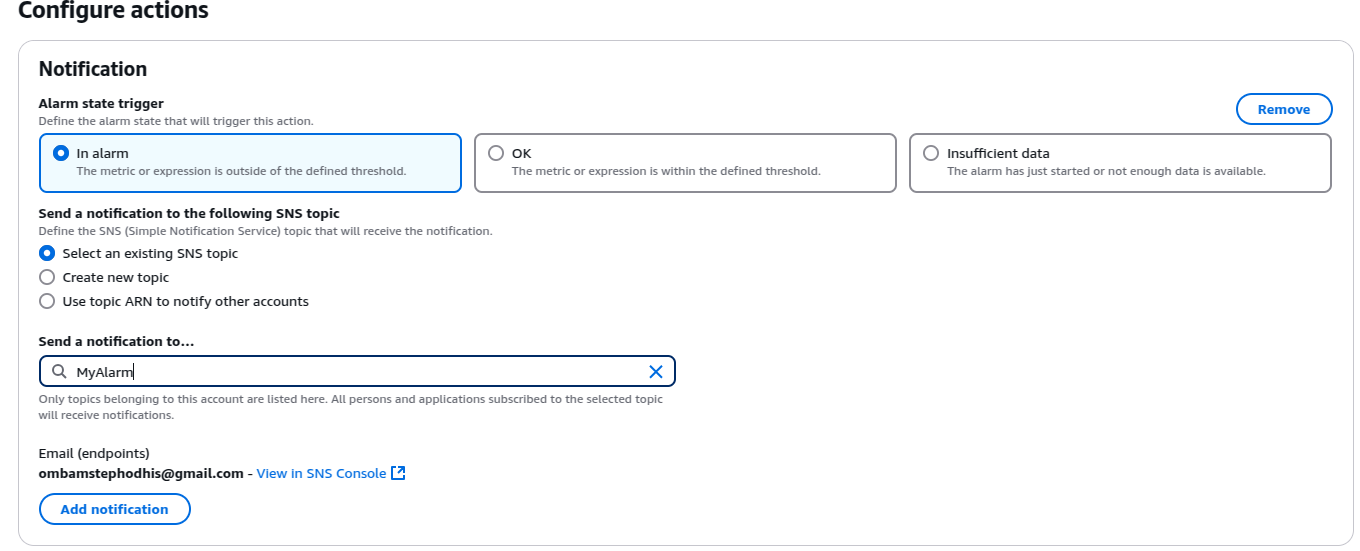 Configure actions
Notification
Alarm state trigger
Define the alarm state that will trigger this action.
Remove
In alarm
The metric or expression is outside of the defined threshold.
OK
The metric or expression is within the defined threshold.
Insufficient data
The alarm has just started or not enough data is available.
Send a notification to the following SNS topic
Define the SNS (Simple Notification Service) topic that will receive the notification.
Select an existing SNS topic
Create new topic
Use topic ARN to notify other accounts
Send a notification to...
MyAlarm
Only topics belonging to this account are listed here. All persons and applications subscribed to the selected topic
will receive notifications.
Email (endpoints)
ombamstephodhis@gmail.com - View in SNS Console
Add notification